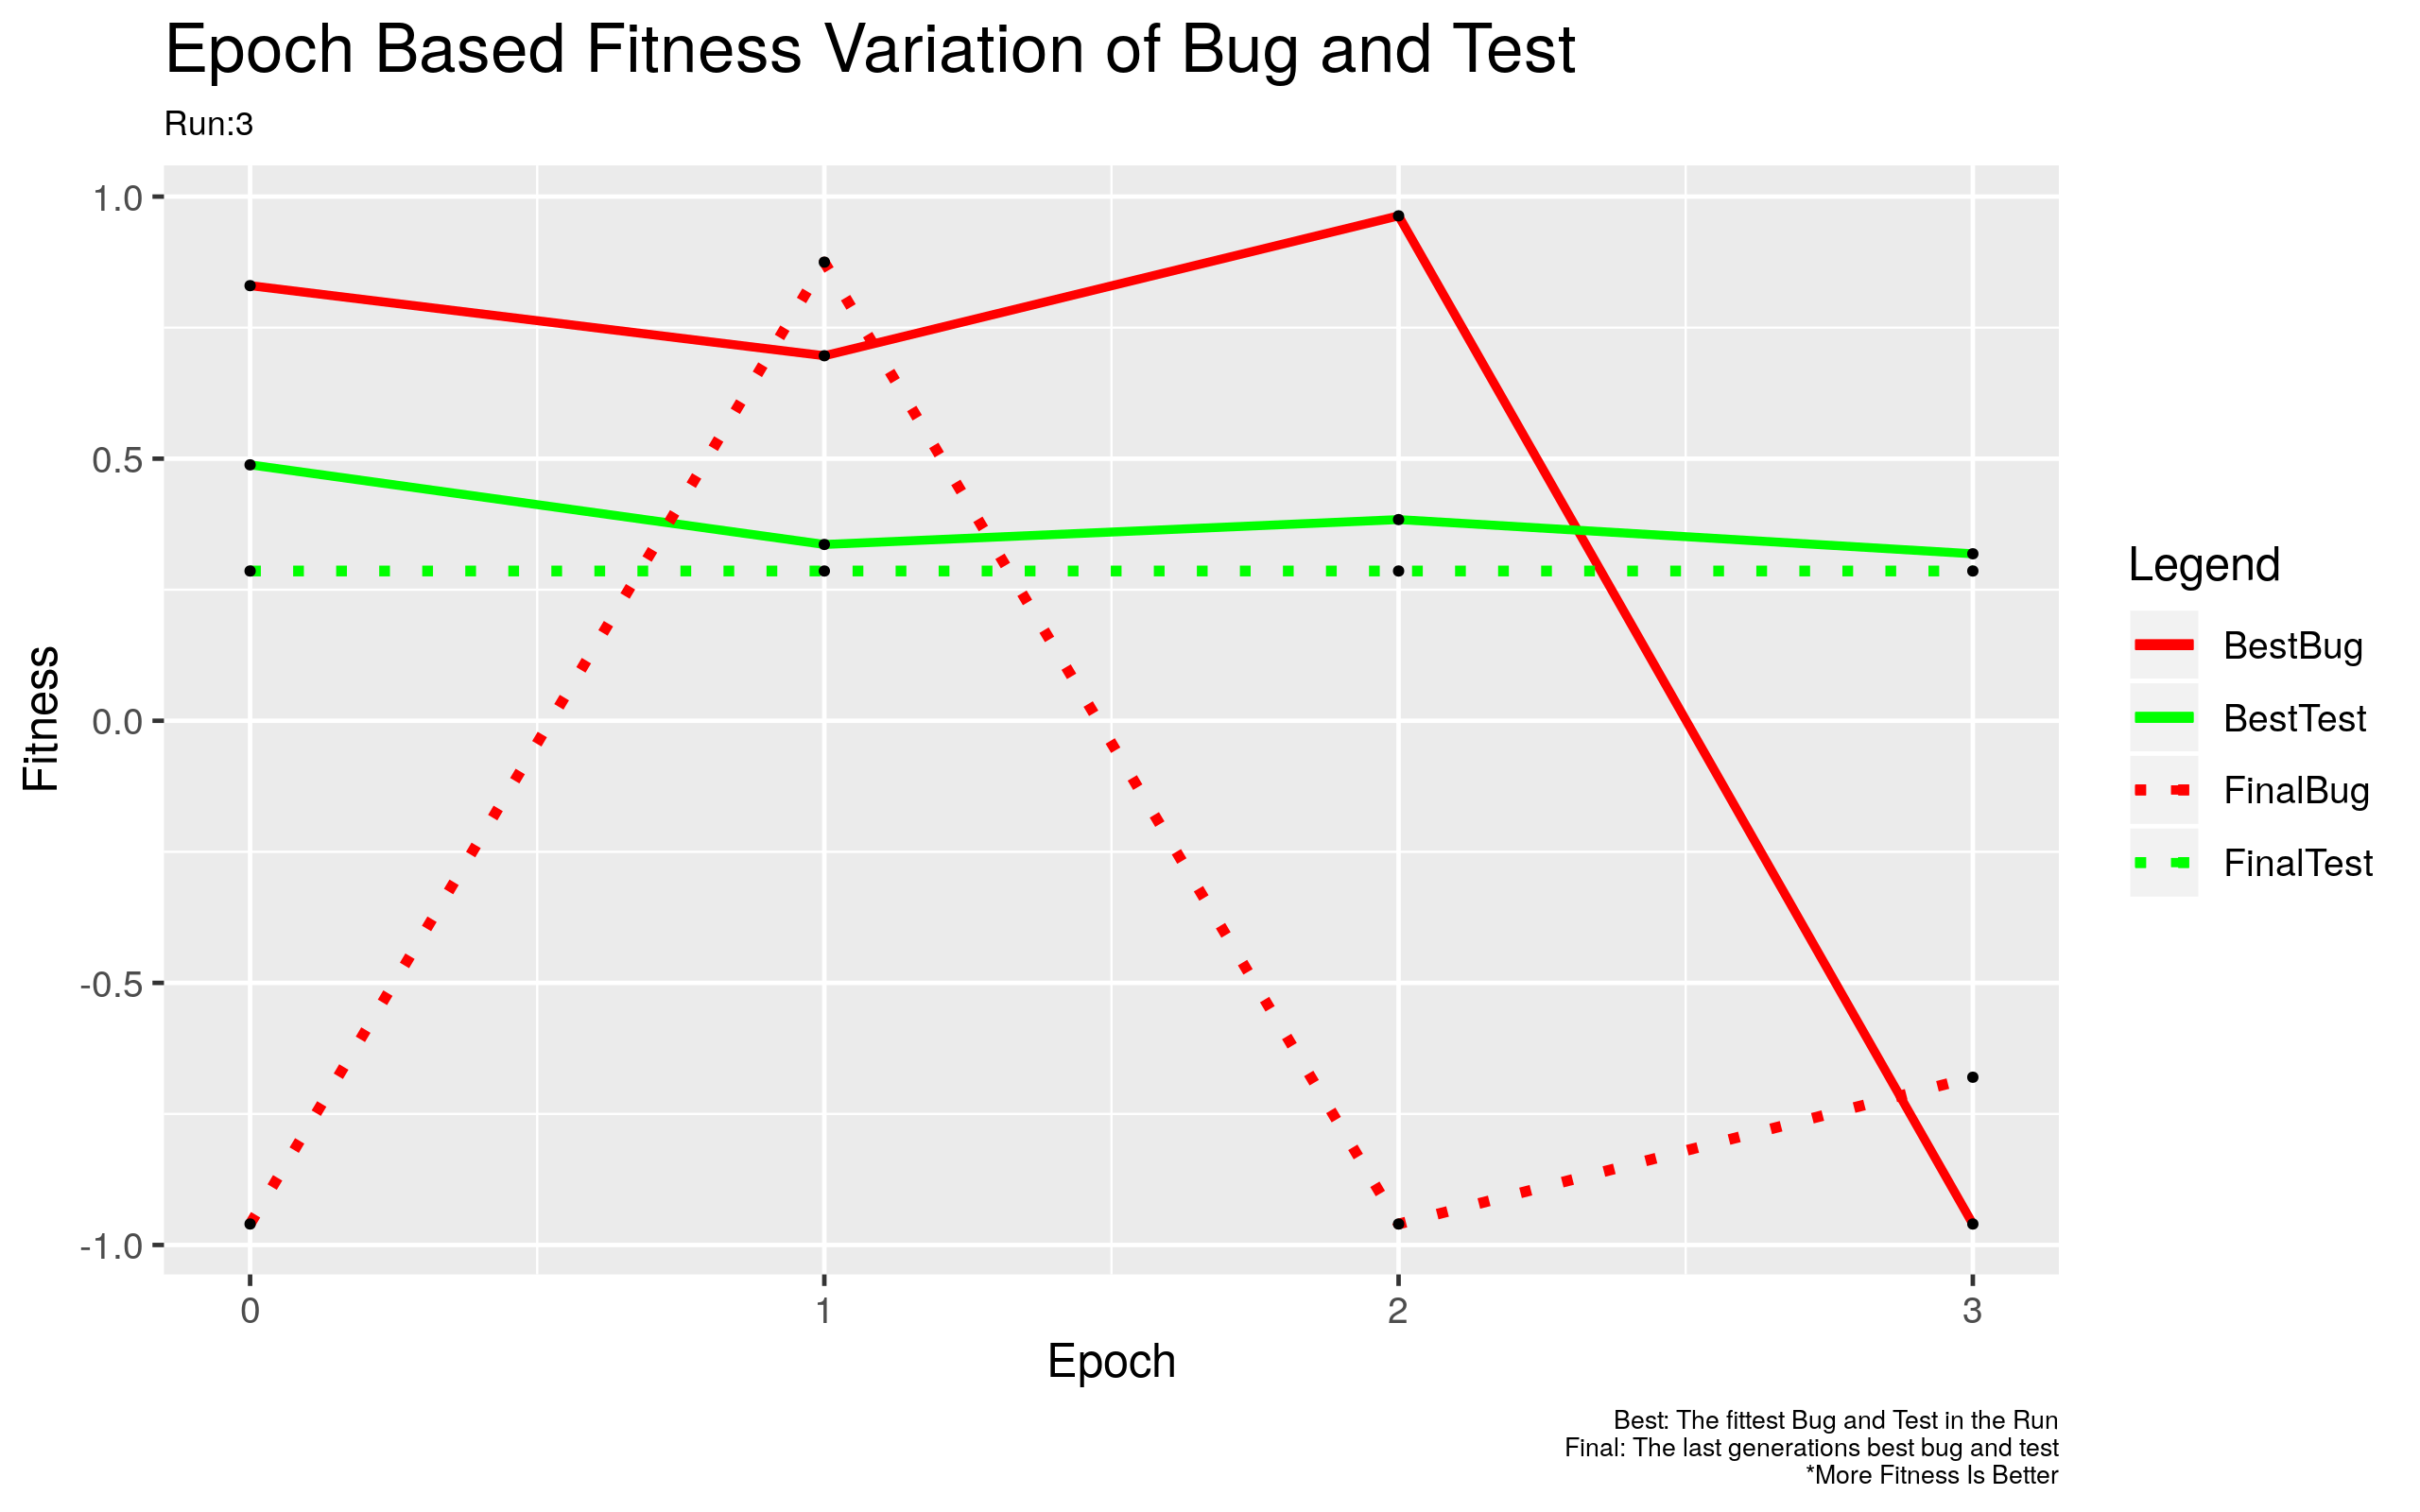 Epoch Based Fitness Variation of Bug and Test
Run:3
1.0
0.5
0.0
-0.5
-1.0
Fitness
0
1
2
3
Epoch
Legend
BestBug
BestTest
FinalBug
FinalTest
Best: The fittest Bug and Test in the Run
Final: The last generations best bug and test
*More Fitness Is Better